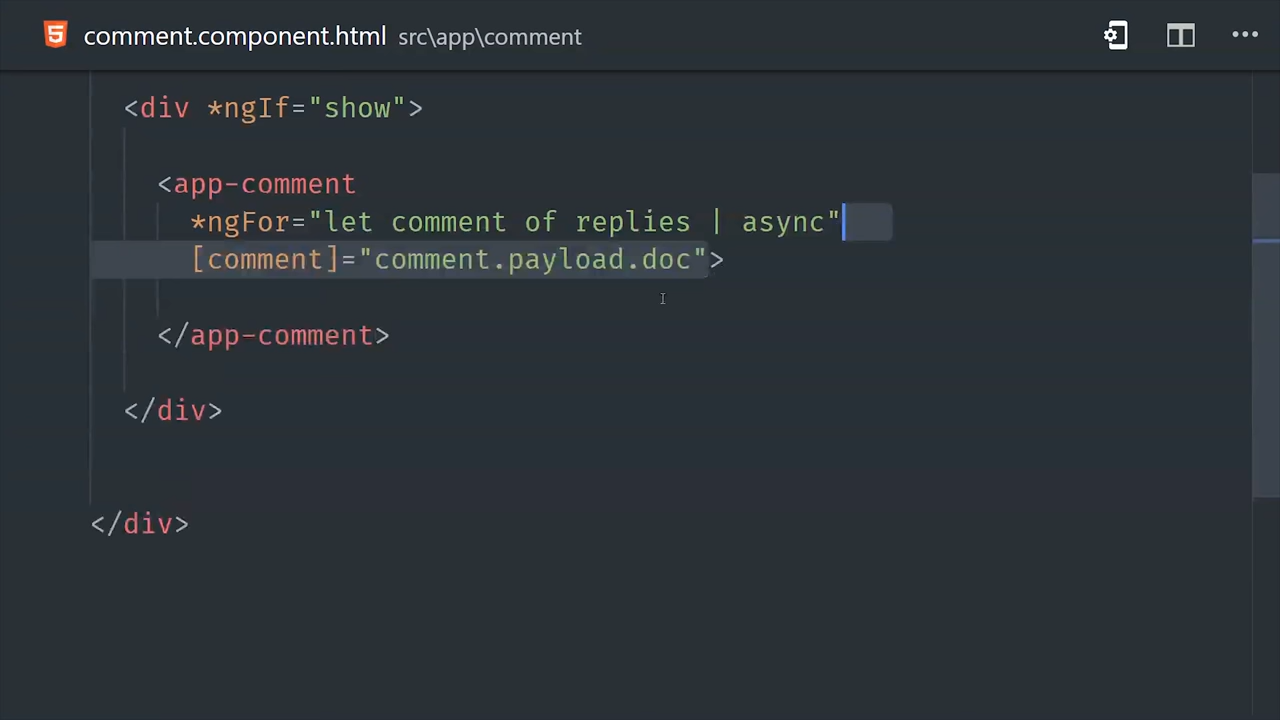 comment.component.html src\app\comment
<div *ngIf="show">
<app-comment
*ngFor="let comment of replies | async"
[comment]="comment.payload.doc">
</app-comment>
</div>
</div>